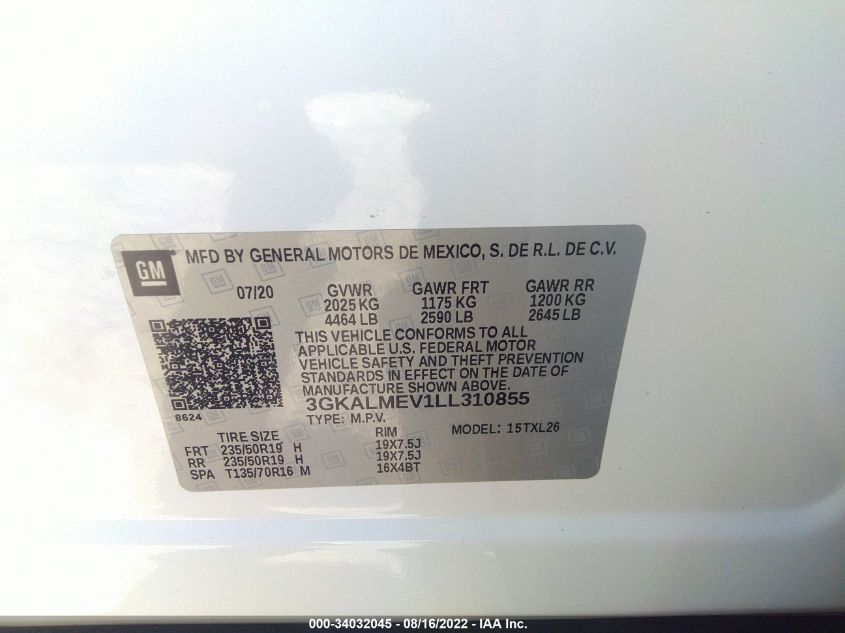 GM
MFD BY GENERAL MOTORS DE MEXICO, S. DE R.L. DE C.V.
07/20 GVWR GAWR FRT GAWR RR
2025 KG 1175 KG 1200 KG
4464 LB 2590 LB 2645 LB
THIS VEHICLE CONFORMS TO ALL
APPLICABLE U.S. FEDERAL MOTOR
VEHICLE SAFETY AND THEFT PREVENTION
STANDARDS IN EFFECT ON THE DATE OF
MANUFACTURE SHOWN ABOVE.
3GKALMEV1LL310855
8624
TYPE: M.P.V. MODEL: 15TXL26
TIRE SIZE RIM
FRT 235/50R19 H 19X7.5J
RR 235/50R19 H 19X7.5J
SPA T135/70R16 M 16X4BT
000-34032045 - 08/16/2022 - IAA Inc.